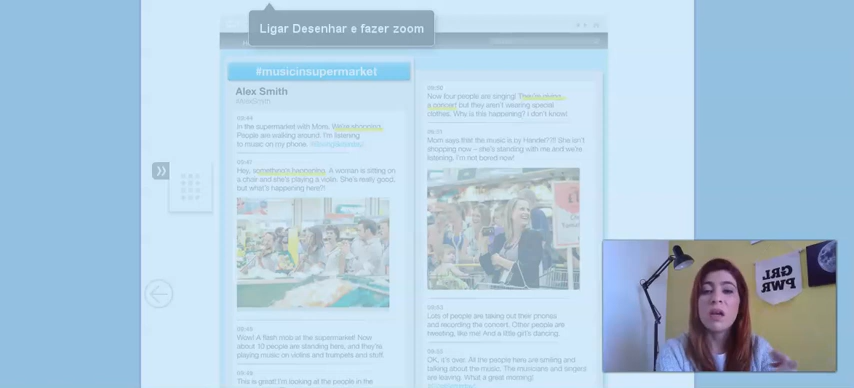 Ligar Desenhar e fazer zoom
#musicinsupermarket
Alex Smith
09:44
In the supermarket with Mom. We're shopping.
People are walking around. I'm listening
to music on my phone.
09:47
Hey, something's happening. A woman is sitting on
a chair and she's playing a violin. She's really good,
but what's happening here?!
09:49
Wow! A flash mob at the supermarket! Now
about 10 people are standing here, and they're
playing music on violins and trumpets and stuff.
This is great! I'm looking at the people in the
Now four people are singing! They're giving
a concert but they aren't wearing special
clothes. Why is this happening? I don't know!
Mom says that the music is by Handel??!! She isn't
shopping now – she's standing with me and we're
listening. I'm not bored now!
Lots of people are taking out their phones
and recording the concert. Other people are
tweeting, like me! And a little girl's dancing.
OK, it's over. All the people here are smiling and
talking about the music. The musicians and singers
are leaving. What a great morning!
GRL
PWR